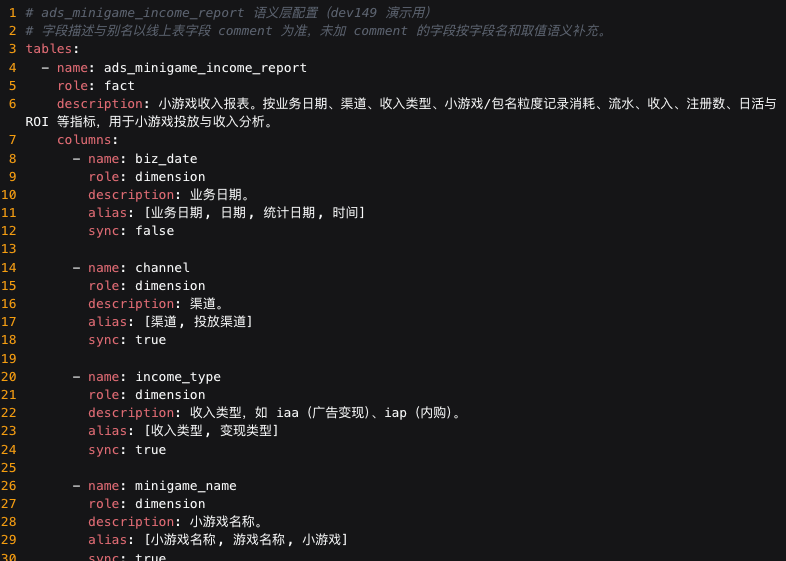 1 # ads_minigame_income_report 语义层配置（dev149 演示用）
2 # 字段描述与别名以线上表字段 comment 为准，未加 comment 的字段按字段名和取值语义补充。
3 tables:
4 - name: ads_minigame_income_report
5 role: fact
6 description: 小游戏收入报表。按业务日期、渠道、收入类型、小游戏/包名粒度记录消耗、流水、收入、注册数、日活与
ROI 等指标，用于小游戏投放与收入分析。
7 columns:
8 - name: biz_date
9 role: dimension
10 description: 业务日期。
11 alias: [业务日期, 日期, 统计日期, 时间]
12 sync: false
13
14 - name: channel
15 role: dimension
16 description: 渠道。
17 alias: [渠道, 投放渠道]
18 sync: true
19
20 - name: income_type
21 role: dimension
22 description: 收入类型，如 iaa（广告变现）、iap（内购）。
23 alias: [收入类型, 变现类型]
24 sync: true
25
26 - name: minigame_name
27 role: dimension
28 description: 小游戏名称。
29 alias: [小游戏名称, 游戏名称, 小游戏]
30 sync: true